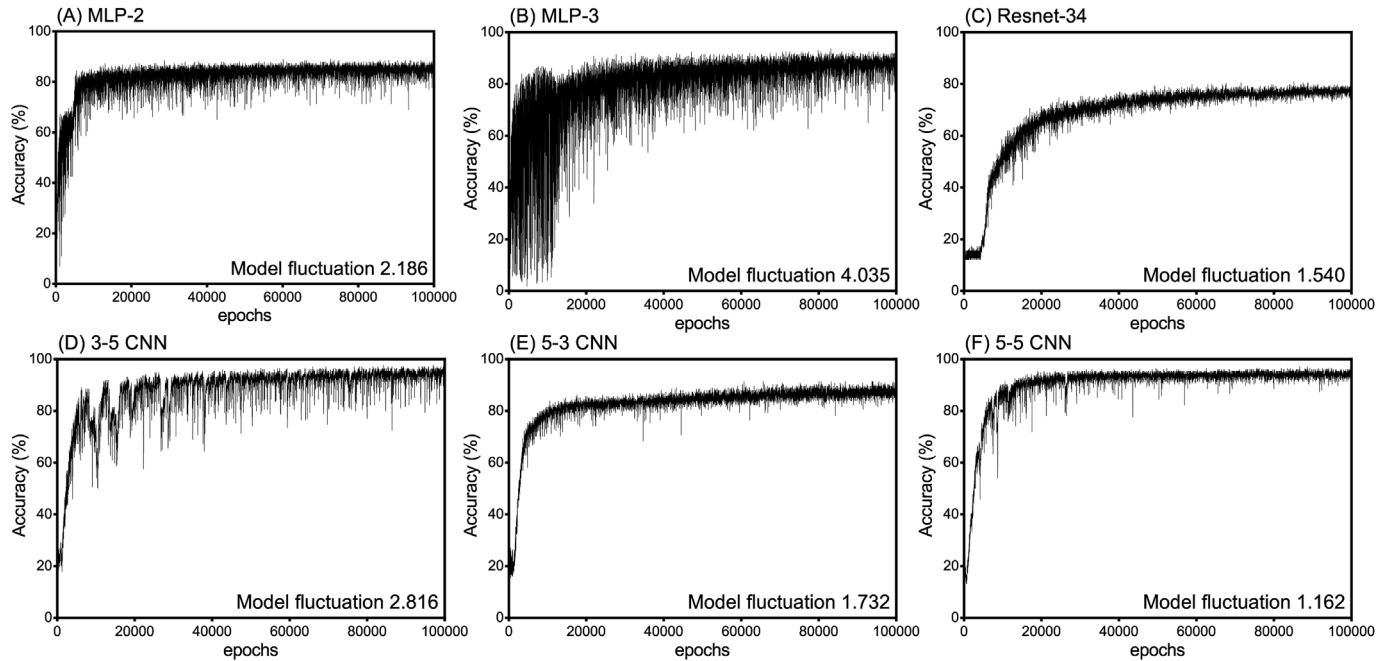 (A) MLP-2
100
80
60
40
20
0
Accuracy (%)
Model fluctuation 2.186
0 20000 40000 60000 80000 100000
epochs
(B) MLP-3
100
80
60
40
20
0
Accuracy (%)
Model fluctuation 4.035
0 20000 40000 60000 80000 100000
epochs
(C) Resnet-34
100
80
60
40
20
0
Accuracy (%)
Model fluctuation 1.540
0 20000 40000 60000 80000 100000
epochs
(D) 3-5 CNN
100
80
60
40
20
0
Accuracy (%)
Model fluctuation 2.816
0 20000 40000 60000 80000 100000
epochs
(E) 5-3 CNN
100
80
60
40
20
0
Accuracy (%)
Model fluctuation 1.732
0 20000 40000 60000 80000 100000
epochs
(F) 5-5 CNN
100
80
60
40
20
0
Accuracy (%)
Model fluctuation 1.162
0 20000 40000 60000 80000 100000
epochs